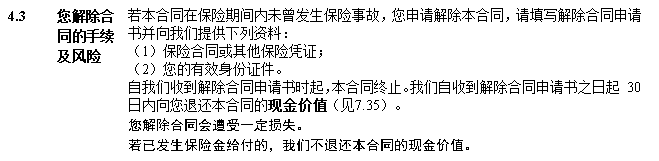 4.3 您解除合 若本合同在保险期间内未曾发生保险事故，您申请解除本合同，请填写解除合同申请
同的手续 书并向我们提供下列资料：
及风险 （1）保险合同或其他保险凭证；
（2）您的有效身份证件。
自我们收到解除合同申请书时起，本合同终止。我们自收到解除合同申请书之日起 30
日内向您退还本合同的现金价值（见7.35）。
您解除合同会遭受一定损失。
若已发生保险金给付的，我们不退还本合同的现金价值。